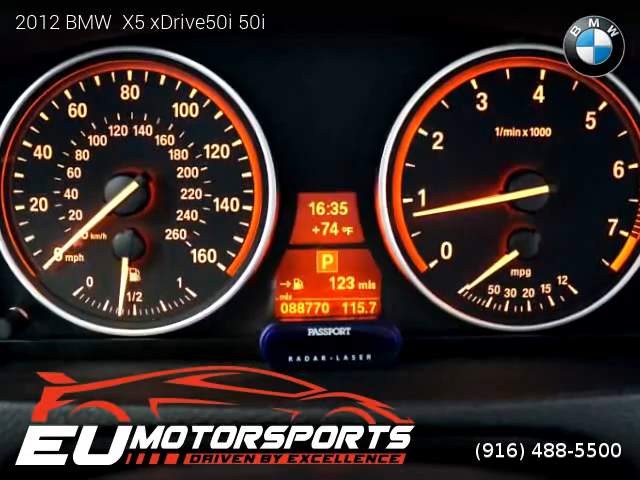 2012 BMW X5 xDrive50i 50i
BMW
0 20 40 60 80 100 120 140 160
mph
20 40 60 80 100 120 140 160 180 200 220 240 260
km/h
0 1/2 1
16:35
+74 °F
P
123 mls
mls
088770 115.7
0 1 2 3 4 5 6 7
1/min x 1000
mpg
50 30 20 15 12
PASSPORT
RADAR·LASER
EUMOTORSPORTS
DRIVEN BY EXCELLENCE
(916) 488-5500